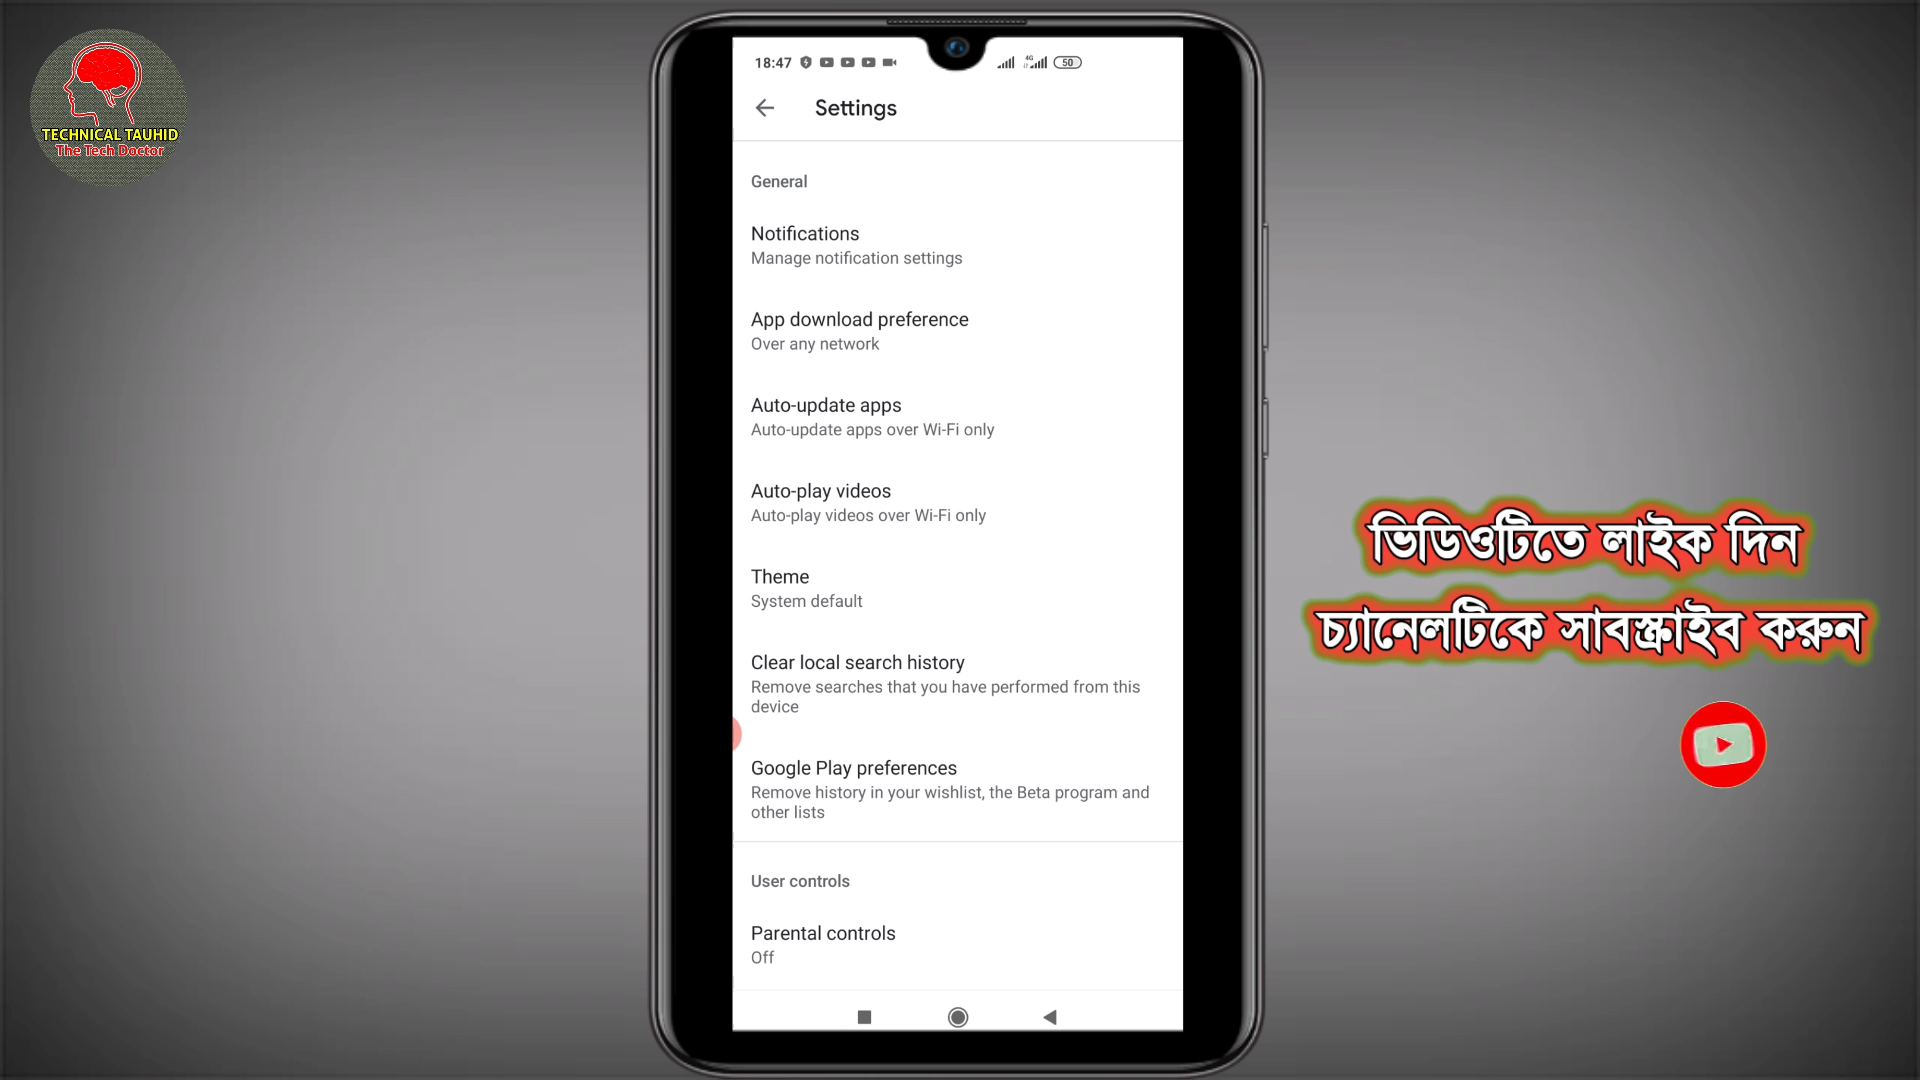 TECHNICAL TAUHID
The Tech Doctor
18:47
4G
50
Settings
General
Notifications
Manage notification settings
App download preference
Over any network
Auto-update apps
Auto-update apps over Wi-Fi only
Auto-play videos
Auto-play videos over Wi-Fi only
Theme
System default
Clear local search history
Remove searches that you have performed from this
device
Google Play preferences
Remove history in your wishlist, the Beta program and
other lists
User controls
Parental controls
Off
ভিডিওটিতে লাইক দিন
চ্যানেলটিকে সাবস্ক্রাইব করুন